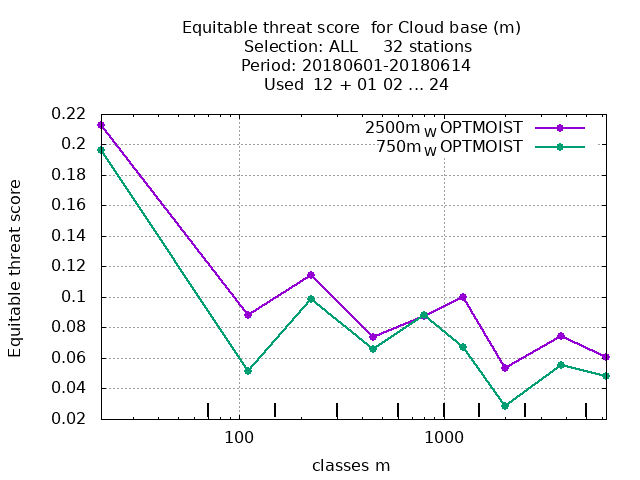 Equitable threat score  for Cloud base (m)
Selection: ALL     32 stations
Period: 20180601-20180614
Used  12 + 01 02 ... 24
2500m W OPTMOIST
750m W OPTMOIST
Equitable threat score
0.22
0.2
0.18
0.16
0.14
0.12
0.1
0.08
0.06
0.04
0.02
100
1000
classes m